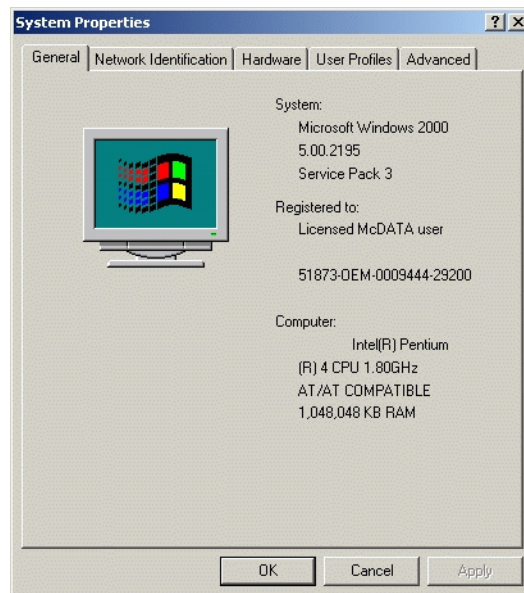 System Properties
General Network Identification Hardware User Profiles Advanced
System:
Microsoft Windows 2000
5.00.2195
Service Pack 3
Registered to:
Licensed McDATA user
51873-OEM-0009444-29200
Computer:
Intel(R) Pentium
(R) 4 CPU 1.80GHz
AT/AT COMPATIBLE
1,048,048 KB RAM
OK Cancel Apply